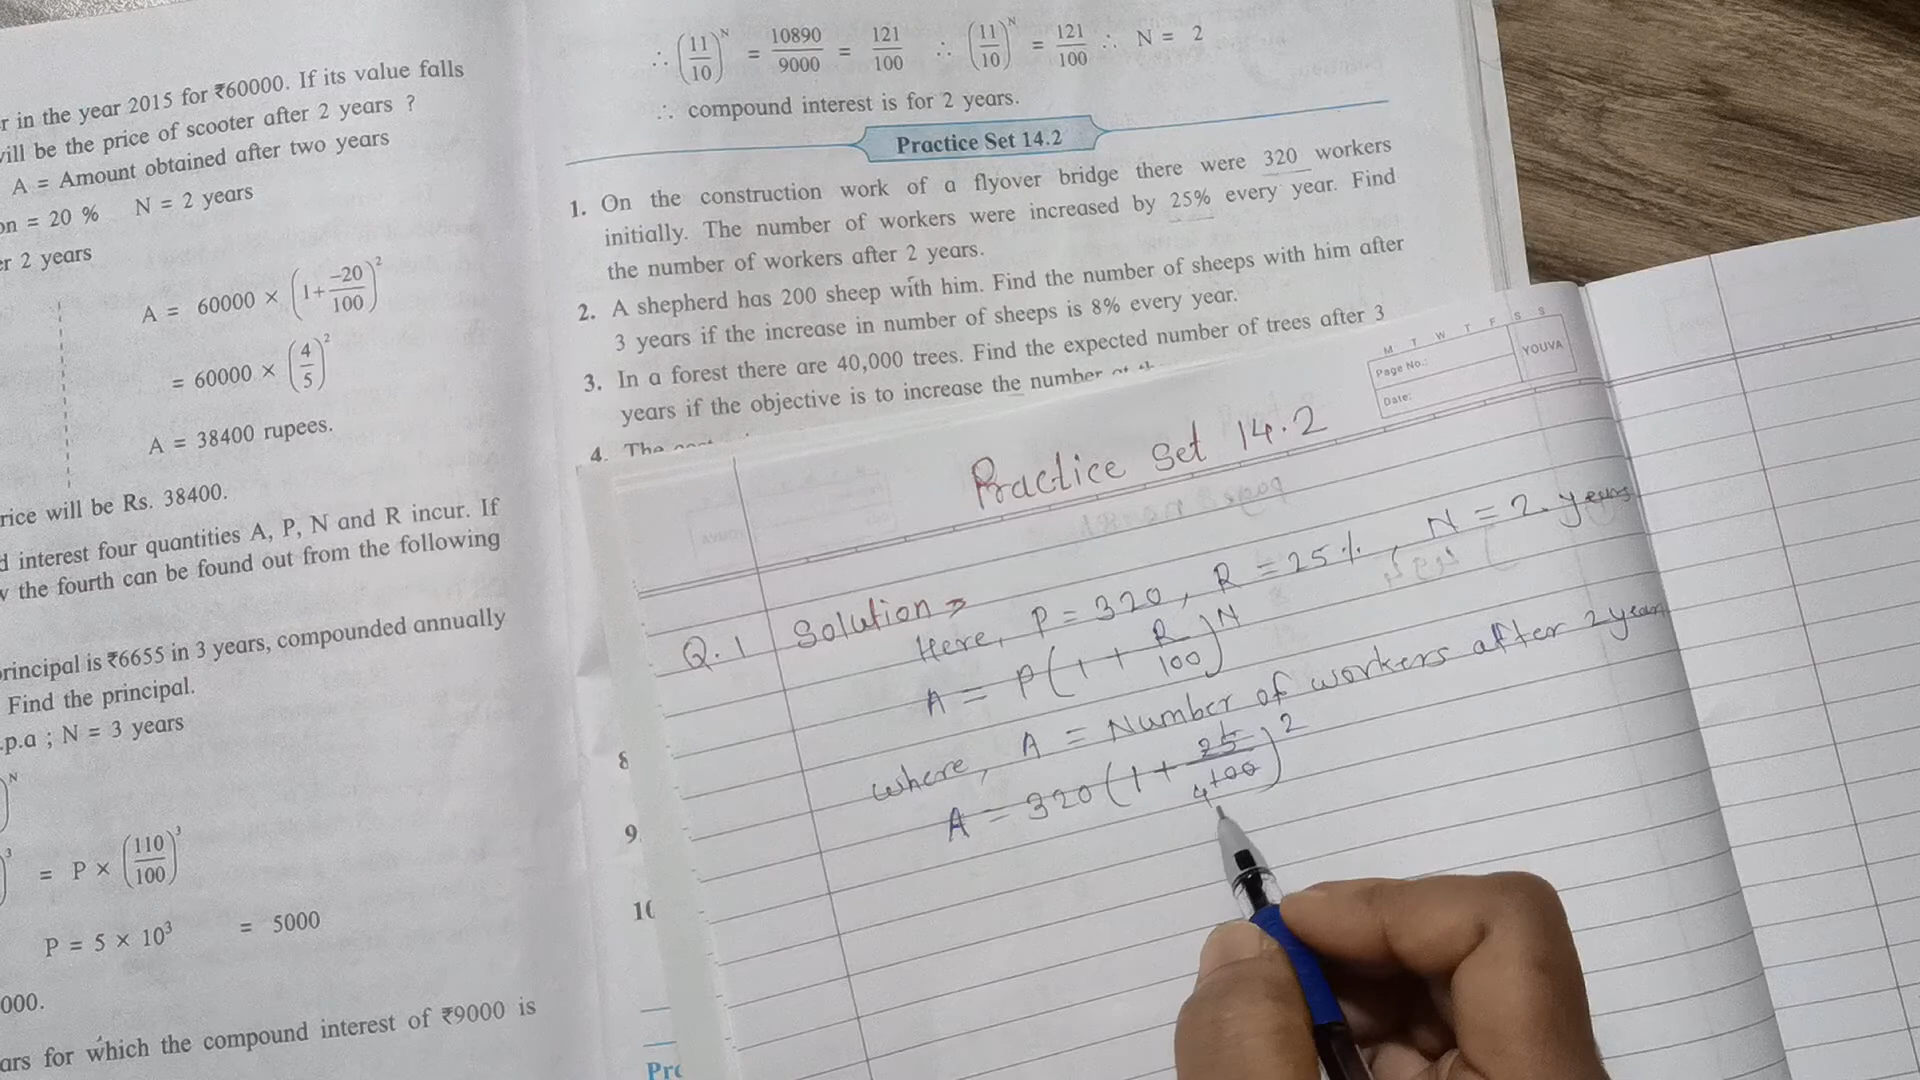 r in the year 2015 for ₹60000. If its value falls
will be the price of scooter after 2 years ?
A = Amount obtained after two years
on = 20 % N = 2 years
er 2 years
A = 60000 × (1+ -20/100)²
= 60000 × (4/5)²
A = 38400 rupees.
rice will be Rs. 38400.
d interest four quantities A, P, N and R incur. If
the fourth can be found out from the following
rincipal is ₹6655 in 3 years, compounded annually
Find the principal.
.p.a ; N = 3 years
N
3
= P × (110/100)³
P = 5 × 10³ = 5000
000.
ars for which the compound interest of ₹9000 is
∴ (11/10)ᴺ = 10890/9000 = 121/100 ∴ (11/10)ᴺ = 121/100 ∴ N = 2
∴ compound interest is for 2 years.
Practice Set 14.2
1. On the construction work of a flyover bridge there were 320 workers
initially. The number of workers were increased by 25% every year. Find
the number of workers after 2 years.
2. A shepherd has 200 sheep with him. Find the number of sheeps with him after
3 years if the increase in number of sheeps is 8% every year.
3. In a forest there are 40,000 trees. Find the expected number of trees after 3
years if the objective is to increase the number
4. The
8
9
10
Pr
M T W T F S S
Page No.:
Date:
YOUVA
Practice Set 14.2
Q.1 Solution ⇒
Here, P = 320, R = 25%, N = 2 years
A = P(1 + R/100)ᴺ
where, A = Number of workers after 2 years
A = 320(1 + 25/100)²
4